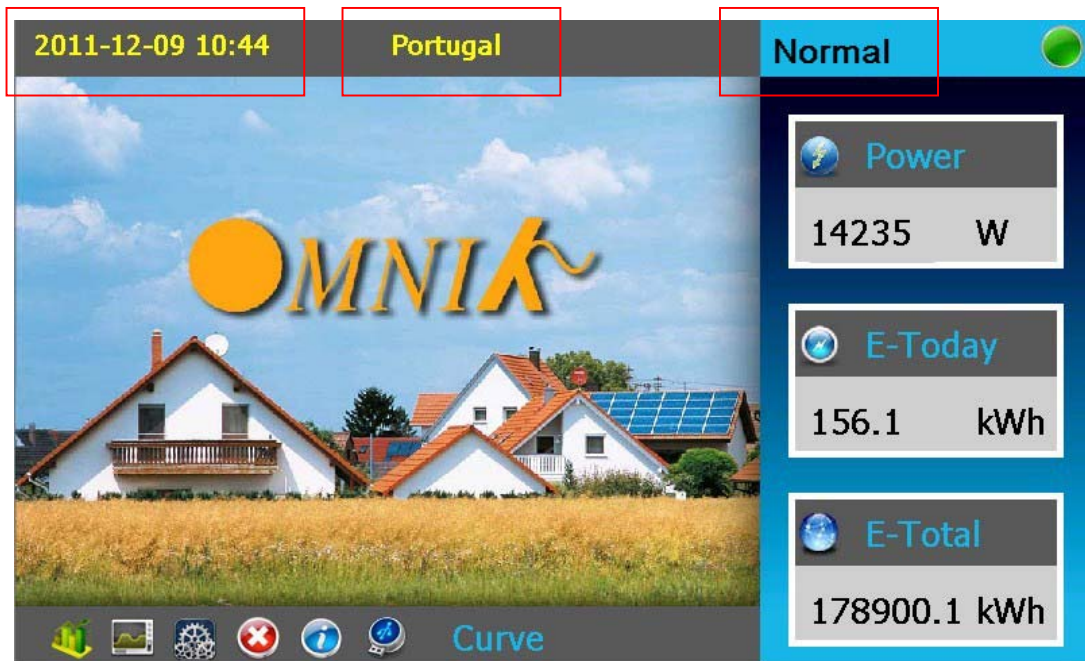 2011-12-09 10:44 Portugal Normal
Power
14235 W
OMNIK
E-Today
156.1 kWh
E-Total
178900.1 kWh
Curve